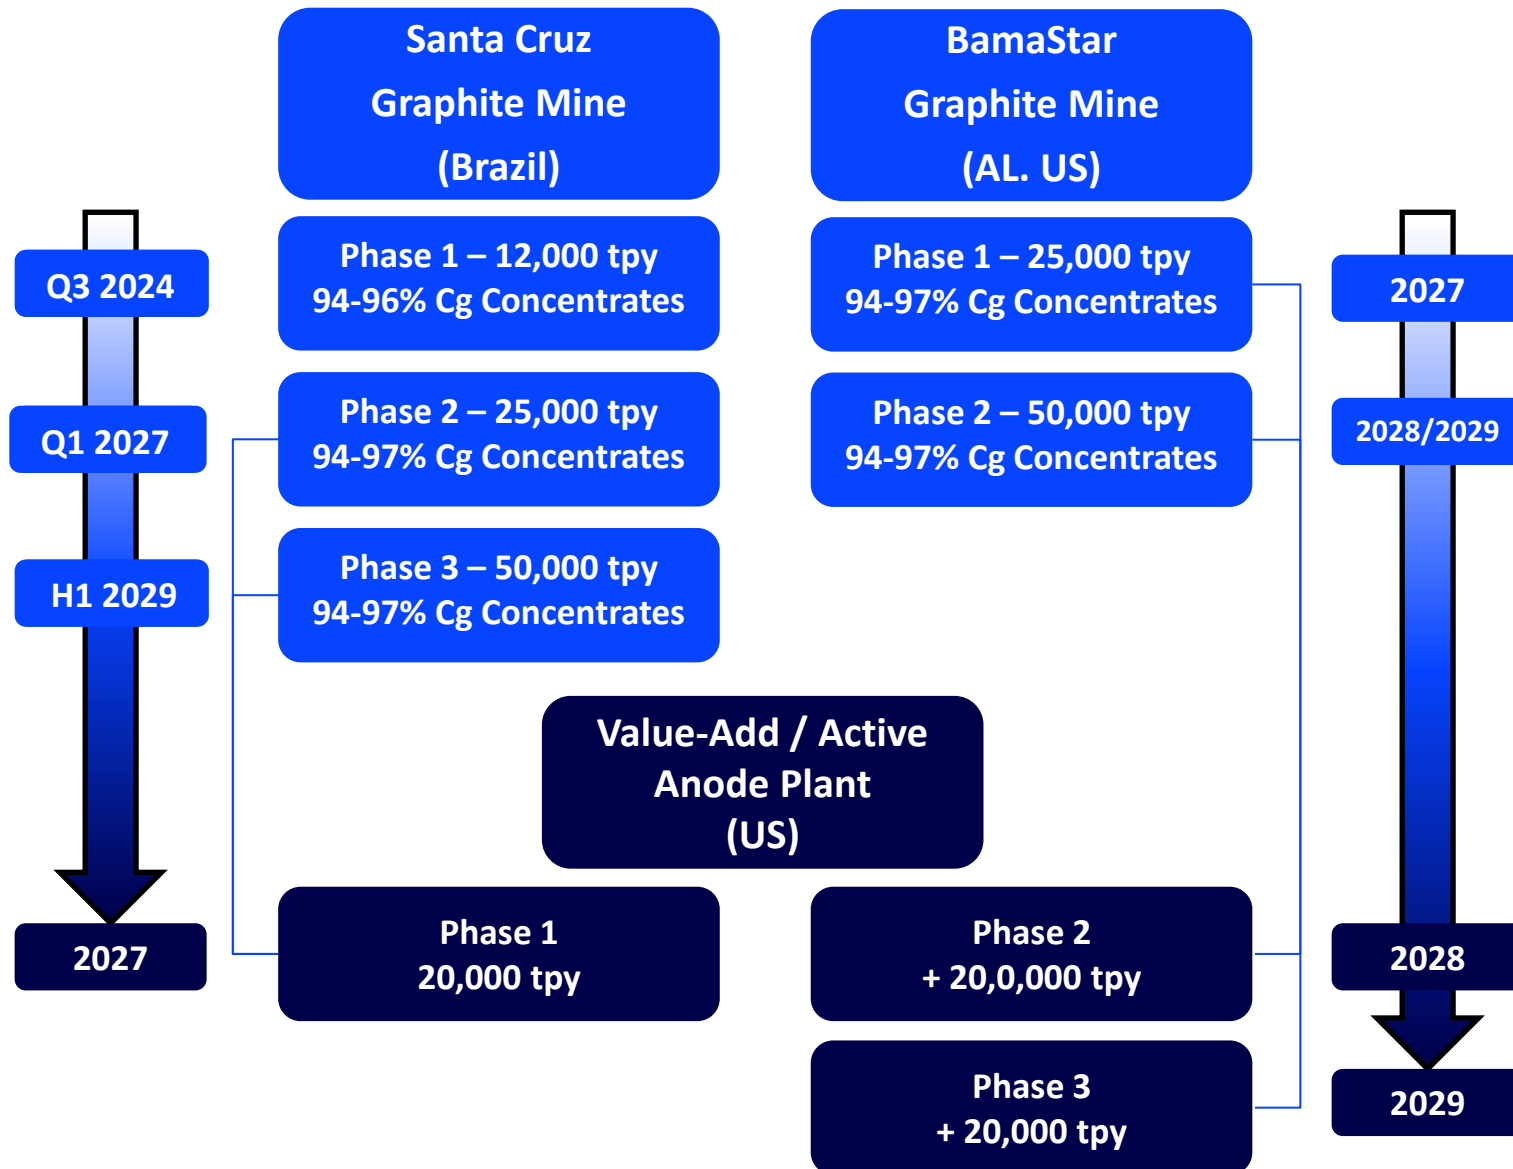 Santa Cruz
Graphite Mine
(Brazil)
BamaStar
Graphite Mine
(AL. US)
Q3 2024
Phase 1 – 12,000 tpy
94-96% Cg Concentrates
Phase 1 – 25,000 tpy
94-97% Cg Concentrates
2027
Q1 2027
Phase 2 – 25,000 tpy
94-97% Cg Concentrates
Phase 2 – 50,000 tpy
94-97% Cg Concentrates
2028/2029
H1 2029
Phase 3 – 50,000 tpy
94-97% Cg Concentrates
Value-Add / Active
Anode Plant
(US)
2027
Phase 1
20,000 tpy
Phase 2
+ 20,0,000 tpy
2028
Phase 3
+ 20,000 tpy
2029